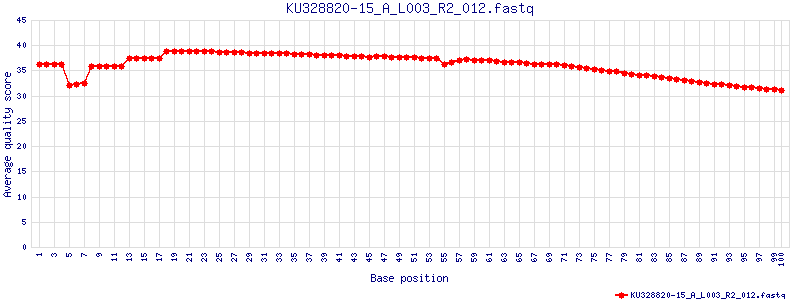 KU328820-15_A_L003_R2_012.fastq
Average quality score
45
40
35
30
25
20
15
10
5
0
1 3 5 7 9 11 13 15 17 19 21 23 25 27 29 31 33 35 37 39 41 43 45 47 49 51 53 55 57 59 61 63 65 67 69 71 73 75 77 79 81 83 85 87 89 91 93 95 97 99 100
Base position
KU328820-15_A_L003_R2_012.fastq